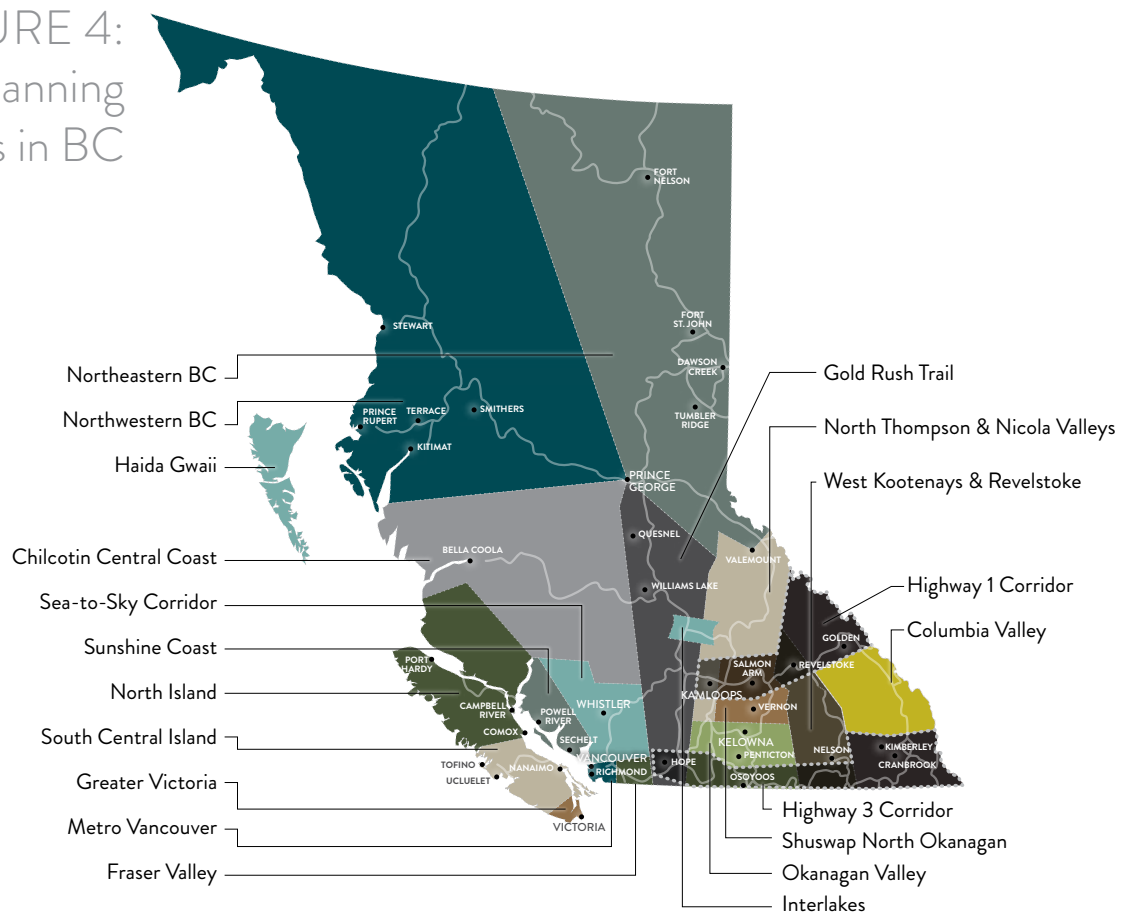 URE 4:
anning
s in BC
FORT
NELSON
FORT
ST. JOHN
DAWSON
CREEK
TUMBLER
RIDGE
STEWART
PRINCE
RUPERT
TERRACE
SMITHERS
KITIMAT
PRINCE
GEORGE
QUESNEL
WILLIAMS LAKE
BELLA COOLA
VALEMOUNT
GOLDEN
REVELSTOKE
SALMON
ARM
KAMLOOPS
VERNON
KELOWNA
PENTICTON
NELSON
KIMBERLEY
CRANBROOK
OSOYOOS
HOPE
PORT
HARDY
CAMPBELL
RIVER
COMOX
POWELL
RIVER
SECHELT
WHISTLER
VANCOUVER
RICHMOND
TOFINO
UCLUELET
NANAIMO
VICTORIA
Northeastern BC
Northwestern BC
Haida Gwaii
Chilcotin Central Coast
Sea-to-Sky Corridor
Sunshine Coast
North Island
South Central Island
Greater Victoria
Metro Vancouver
Fraser Valley
Gold Rush Trail
North Thompson & Nicola Valleys
West Kootenays & Revelstoke
Highway 1 Corridor
Columbia Valley
Highway 3 Corridor
Shuswap North Okanagan
Okanagan Valley
Interlakes